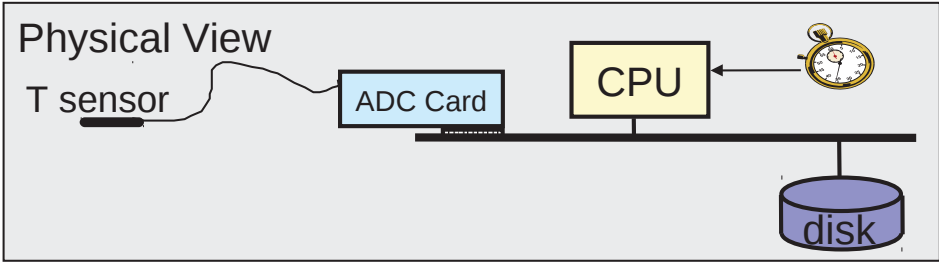 Physical View
T sensor
ADC Card
CPU
disk